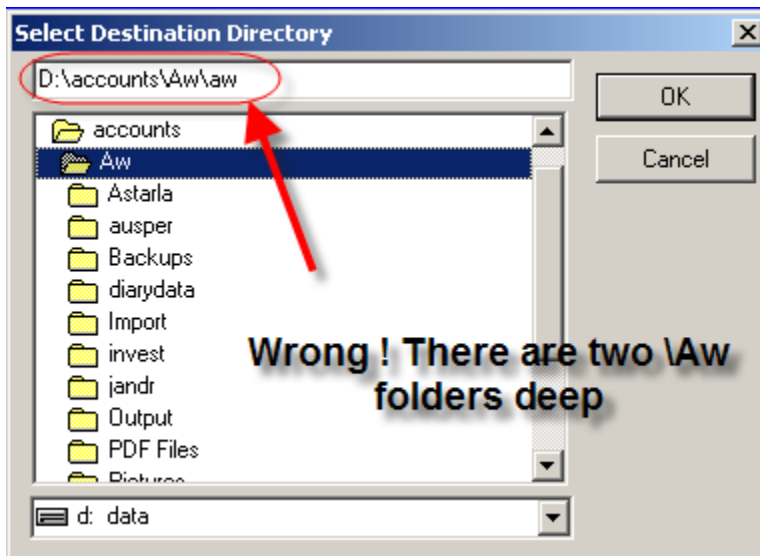 Select Destination Directory
D:\accounts\Aw\aw
OK
Cancel
accounts
Aw
Astarla
ausper
Backups
diarydata
Import
invest
jandr
Output
PDF Files
Wrong ! There are two \Aw
folders deep
d: data